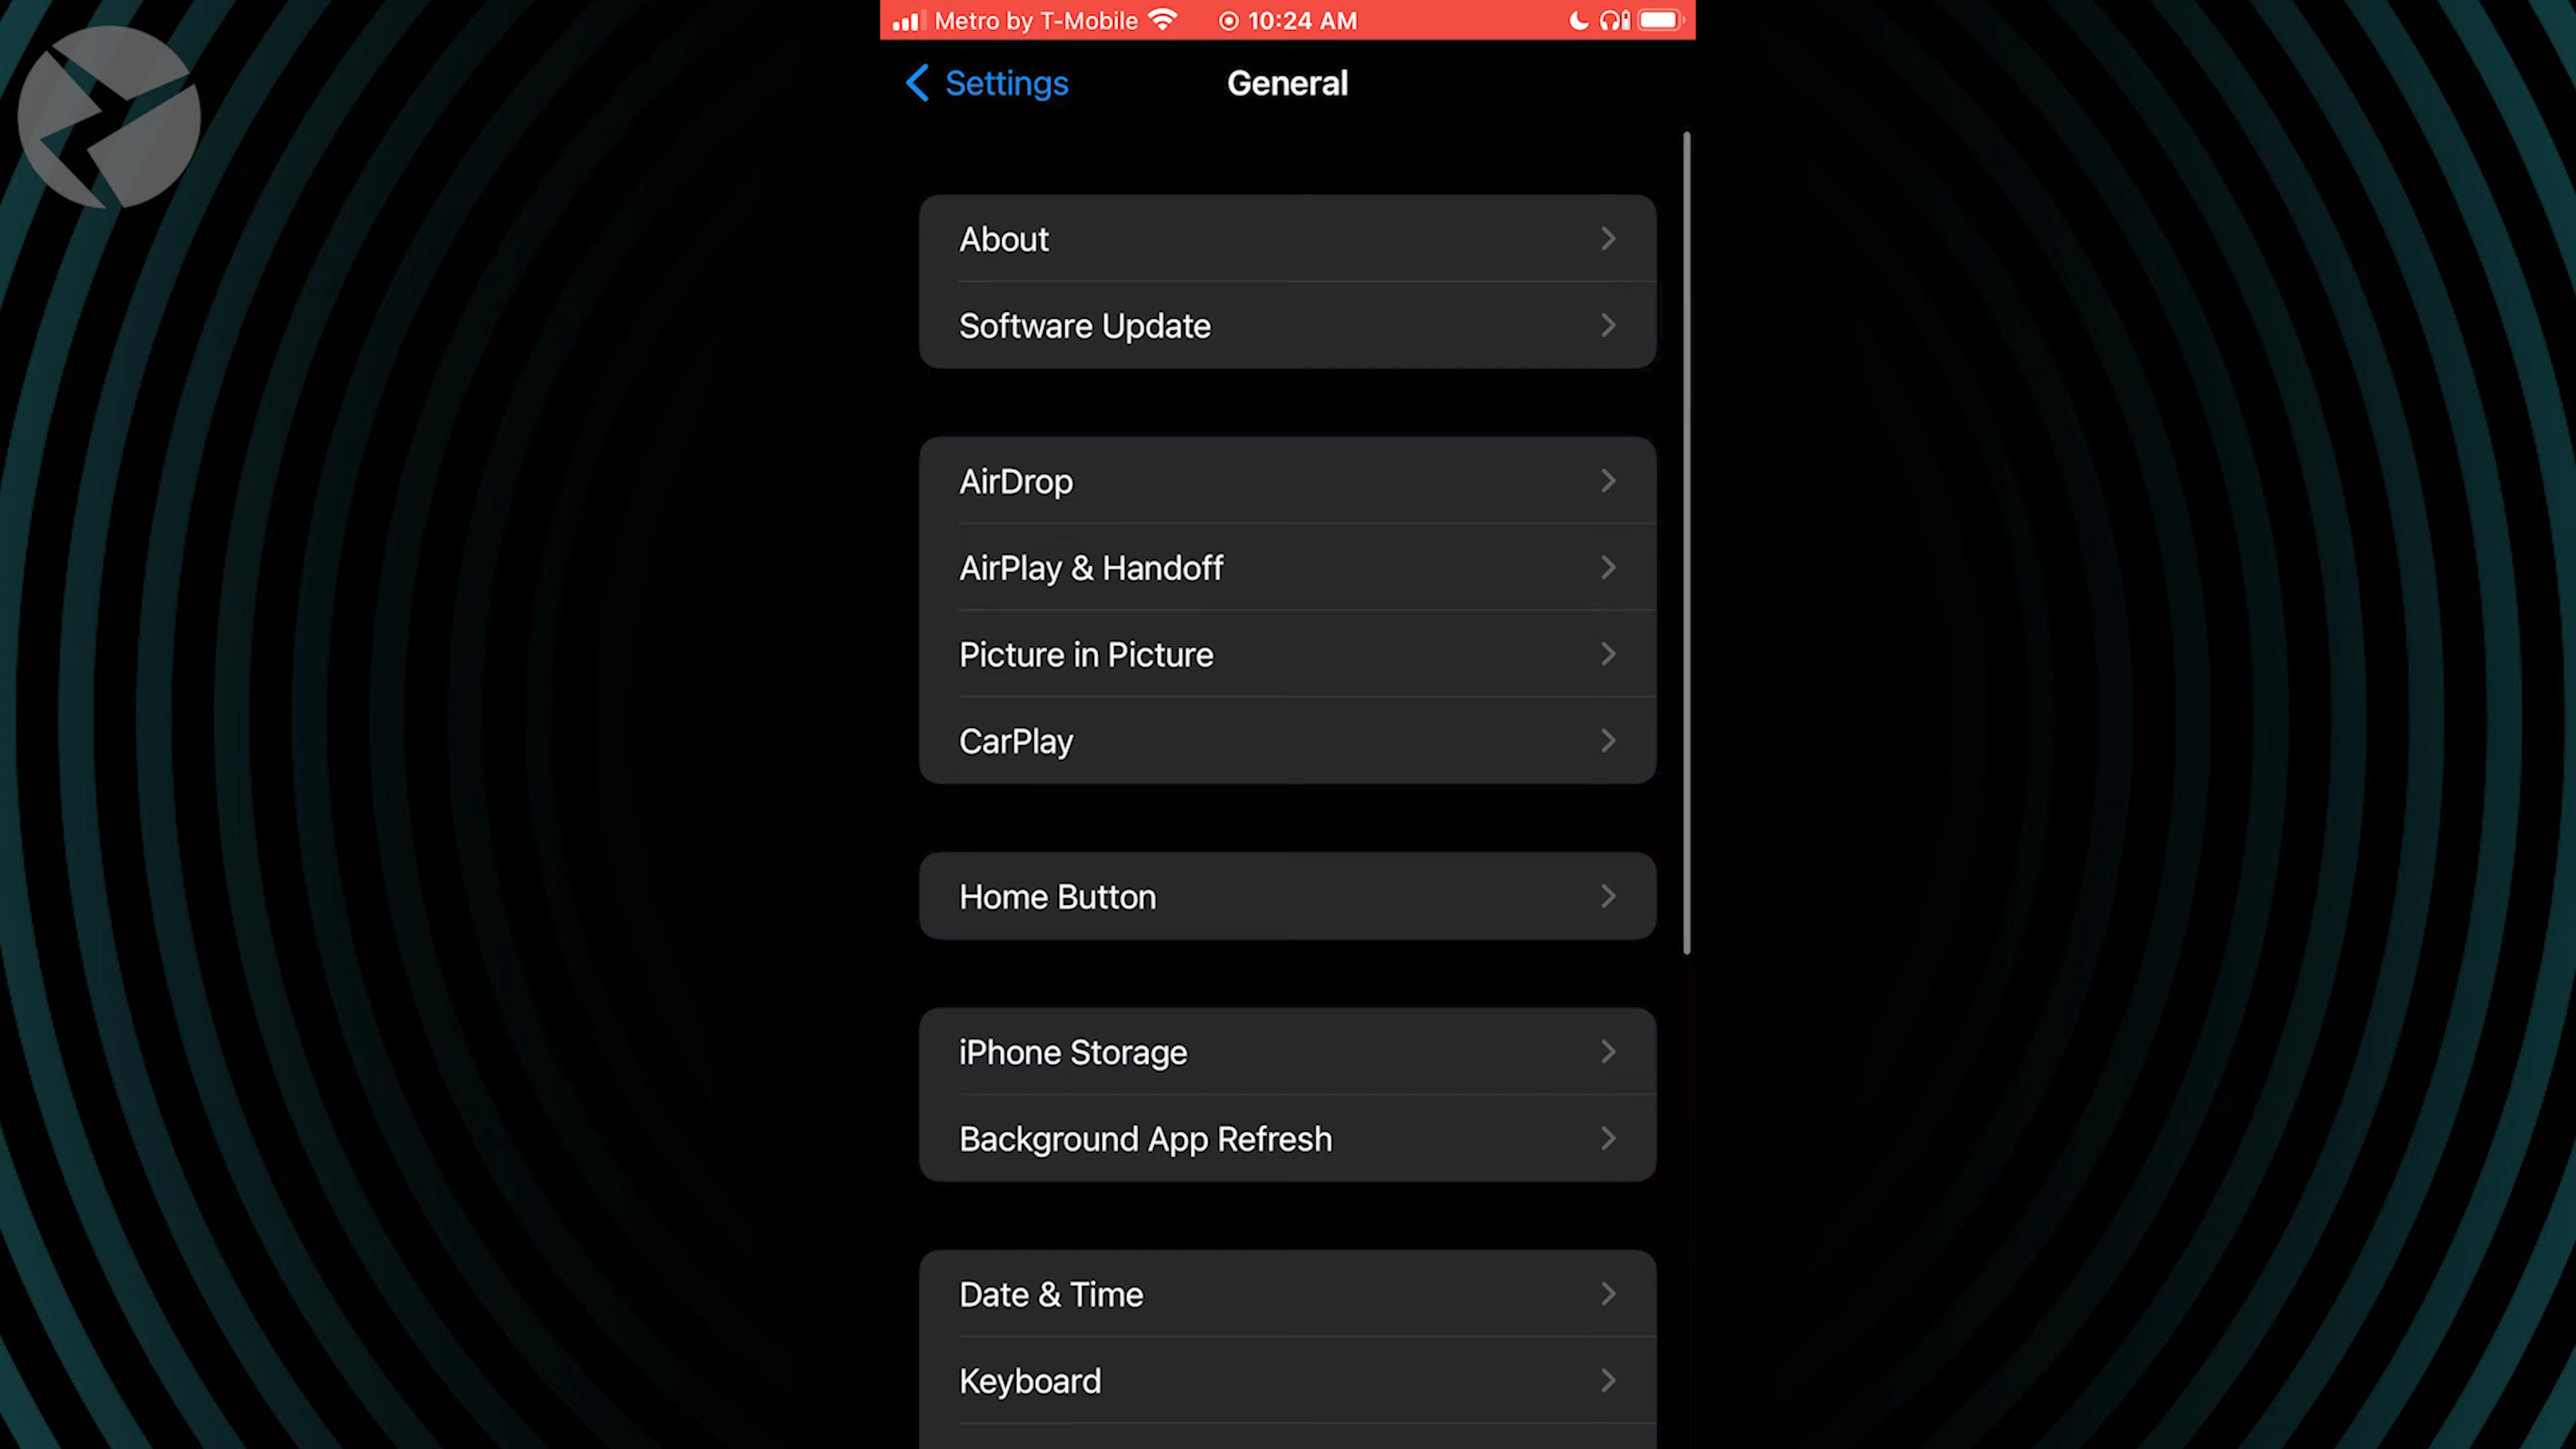 Metro by T-Mobile 10:24 AM
Settings General
About
Software Update
AirDrop
AirPlay & Handoff
Picture in Picture
CarPlay
Home Button
iPhone Storage
Background App Refresh
Date & Time
Keyboard